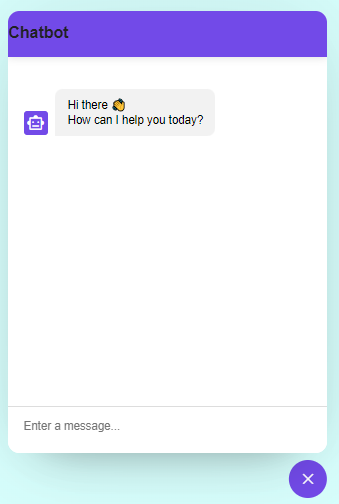 Chatbot
Hi there 👏
How can I help you today?
Enter a message...